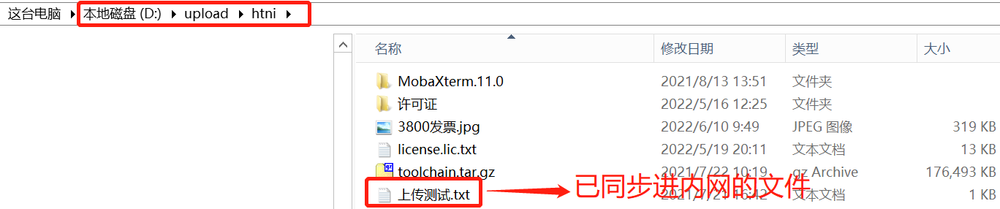 这台电脑 本地磁盘 (D:) upload htni
名称 修改日期 类型 大小
MobaXterm.11.0 2021/8/13 13:51 文件夹
许可证 2022/5/16 12:25 文件夹
3800发票.jpg 2022/6/10 9:49 JPEG 图像 319 KB
license.lic.txt 2022/5/19 20:11 文本文档 13 KB
toolchain.tar.gz 2021/7/22 10:19 gz Archive 176,493 KB
上传测试.txt 已同步进内网的文件 2021/7/21 16:42 文本文档 1 KB